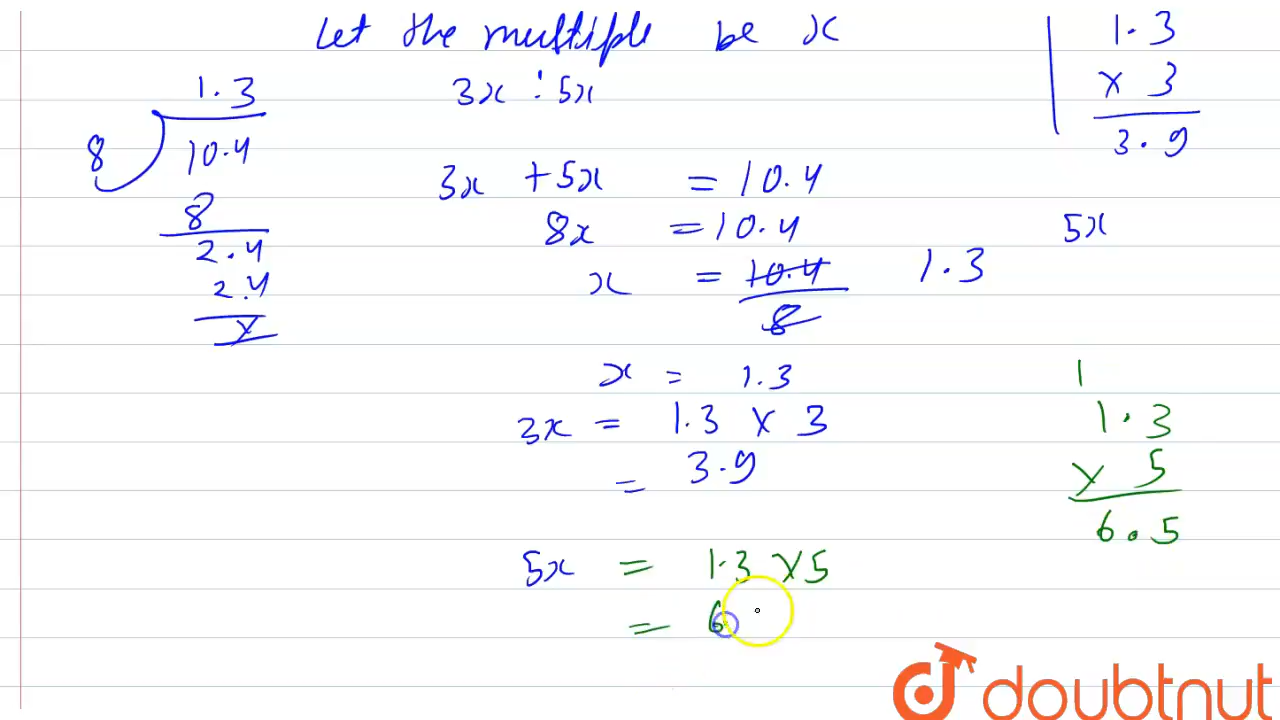 Let the multiple be x
3x : 5x
1.3
8 ) 10.4
8
2.4
2.4
x
3x + 5x = 10.4
8x = 10.4
x = 10.4 / 8 1.3
x = 1.3
3x = 1.3 x 3
= 3.9
5x = 1.3 x 5
= 6
1.3
x 3
3.9
5x
1
1.3
x 5
6.5
doubtnut